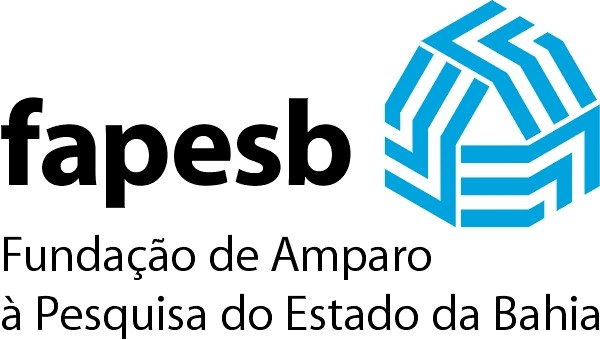 fapesb
Fundação de Amparo
à Pesquisa do Estado da Bahia